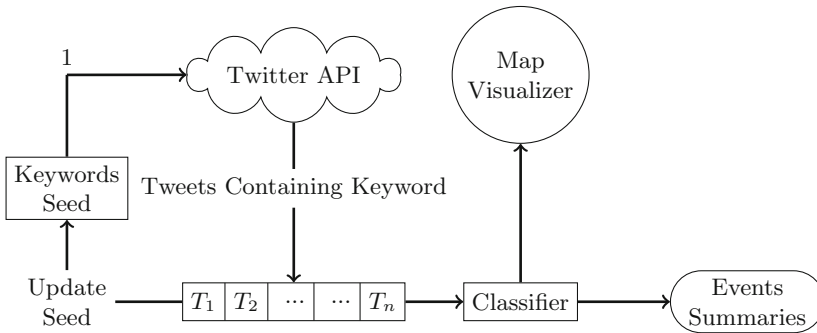 1
Twitter API
Map
Visualizer
Keywords
Seed
Tweets Containing Keyword
Update
Seed
T1 T2 ... ... Tn
Classifier
Events
Summaries